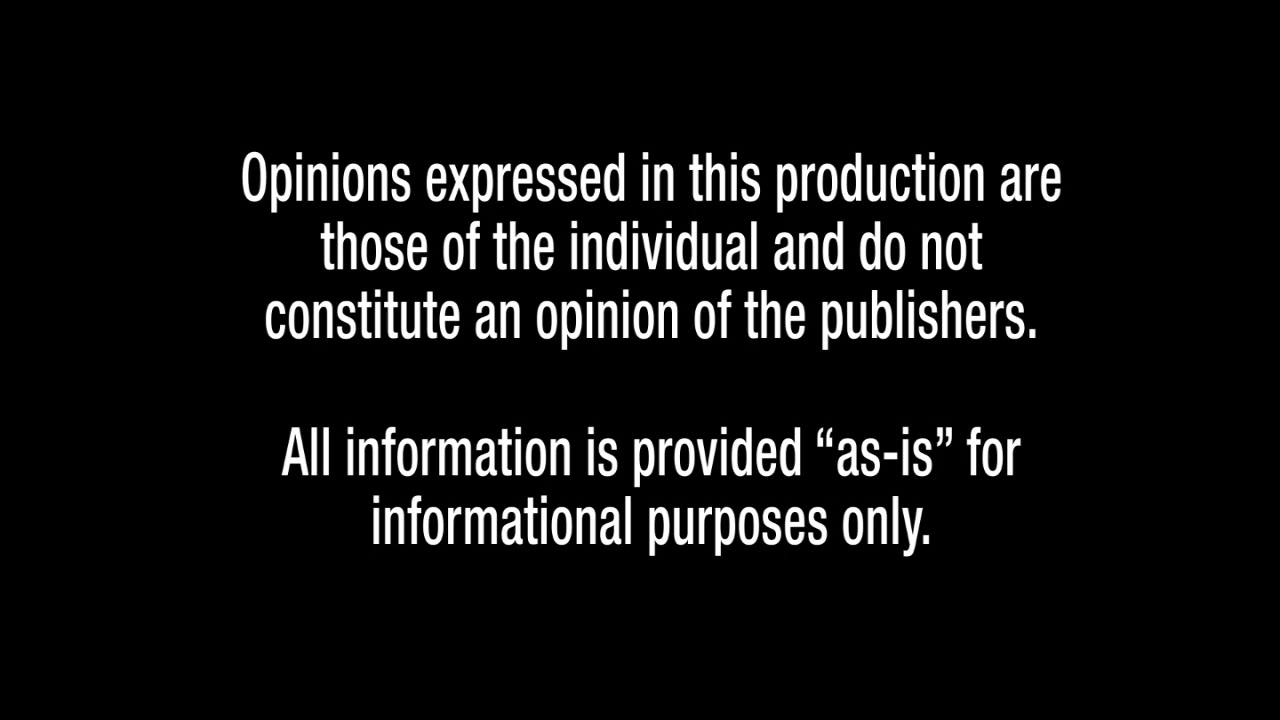 Opinions expressed in this production are
those of the individual and do not
constitute an opinion of the publishers.
All information is provided “as-is” for
informational purposes only.